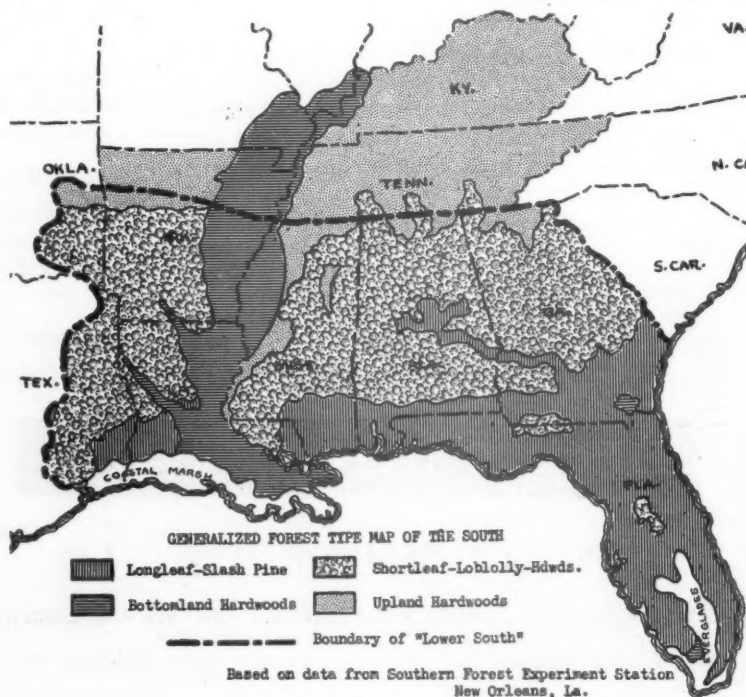 VA.
KY.
OKLA.
TENN.
N. C
S. CAR.
TEX.
COASTAL MARSH
FLA.
EVERGLADES
GENERALIZED FOREST TYPE MAP OF THE SOUTH
Longleaf-Slash Pine
Shortleaf-Loblolly-Hdwds.
Bottomland Hardwoods
Upland Hardwoods
Boundary of "Lower South"
Based on data from Southern Forest Experiment Station
New Orleans, La.